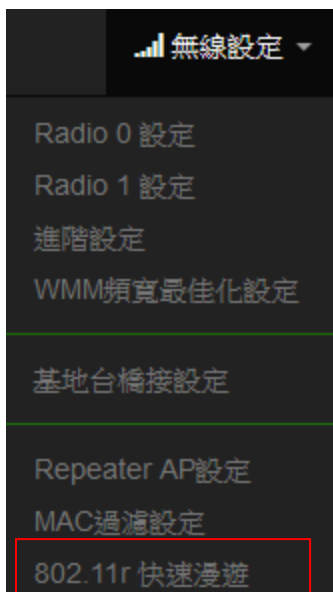 無線設定
Radio 0 設定
Radio 1 設定
進階設定
WMM頻寬最佳化設定
基地台橋接設定
Repeater AP設定
MAC過濾設定
802.11r 快速漫遊